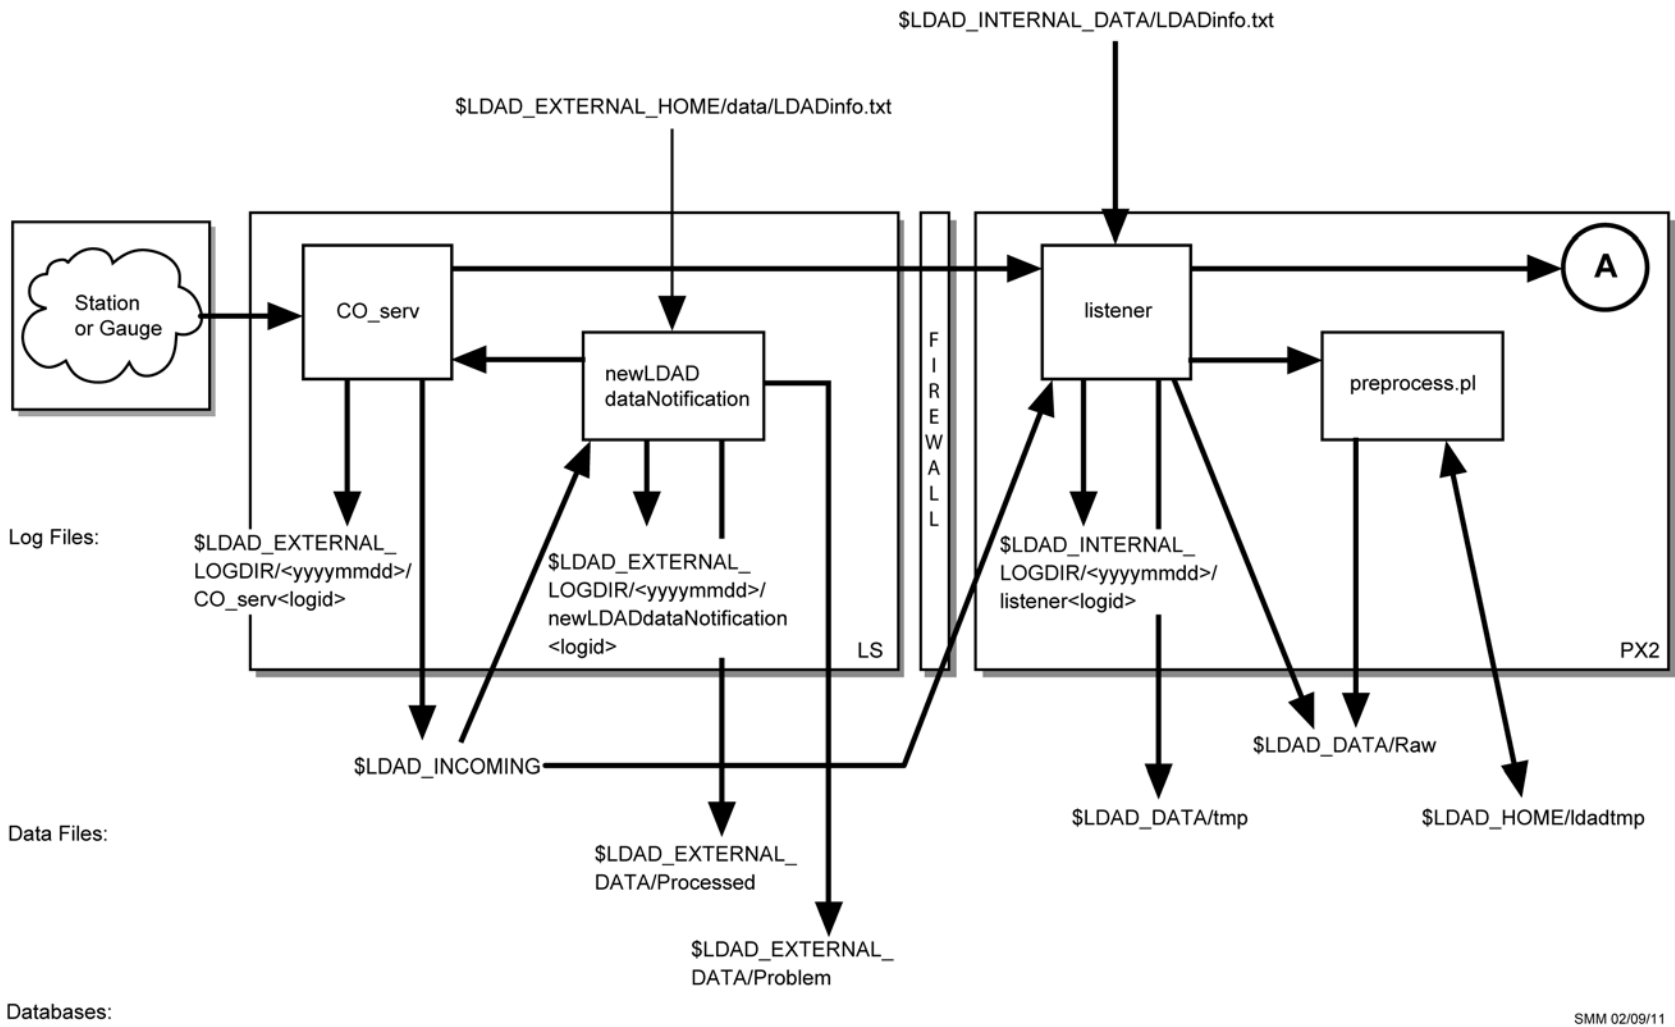 $LDAD_INTERNAL_DATA/LDADinfo.txt
$LDAD_EXTERNAL_HOME/data/LDADinfo.txt
Station
or Gauge
CO_serv
newLDAD
dataNotification
FIREWALL
listener
A
preprocess.pl
Log Files:
$LDAD_EXTERNAL_
LOGDIR/<yyyymmdd>/
CO_serv<logid>
$LDAD_EXTERNAL_
LOGDIR/<yyyymmdd>/
newLDADdataNotification
<logid>
LS
$LDAD_INTERNAL_
LOGDIR/<yyyymmdd>/
listener<logid>
PX2
$LDAD_INCOMING
$LDAD_DATA/Raw
$LDAD_DATA/tmp
$LDAD_HOME/ldadtmp
Data Files:
$LDAD_EXTERNAL_
DATA/Processed
$LDAD_EXTERNAL_
DATA/Problem
Databases:
SMM 02/09/11